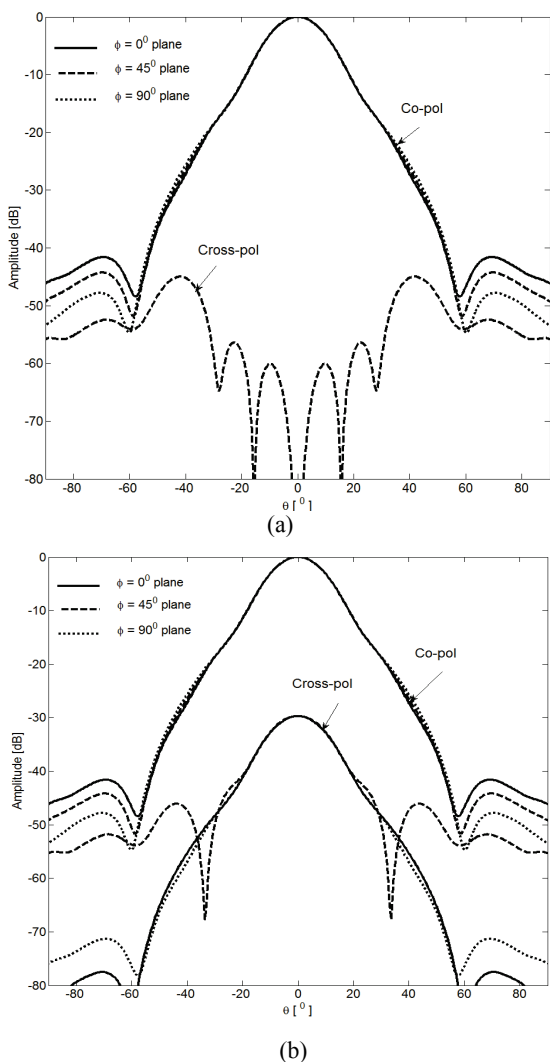 0
-10
-20
-30
-40
-50
-60
-70
-80
Amplitude [dB]
ϕ = 0⁰ plane
ϕ = 45⁰ plane
ϕ = 90⁰ plane
Co-pol
Cross-pol
-80 -60 -40 -20 0 20 40 60 80
θ [⁰]
(a)
0
-10
-20
-30
-40
-50
-60
-70
-80
Amplitude [dB]
ϕ = 0⁰ plane
ϕ = 45⁰ plane
ϕ = 90⁰ plane
Co-pol
Cross-pol
-80 -60 -40 -20 0 20 40 60 80
θ [⁰]
(b)